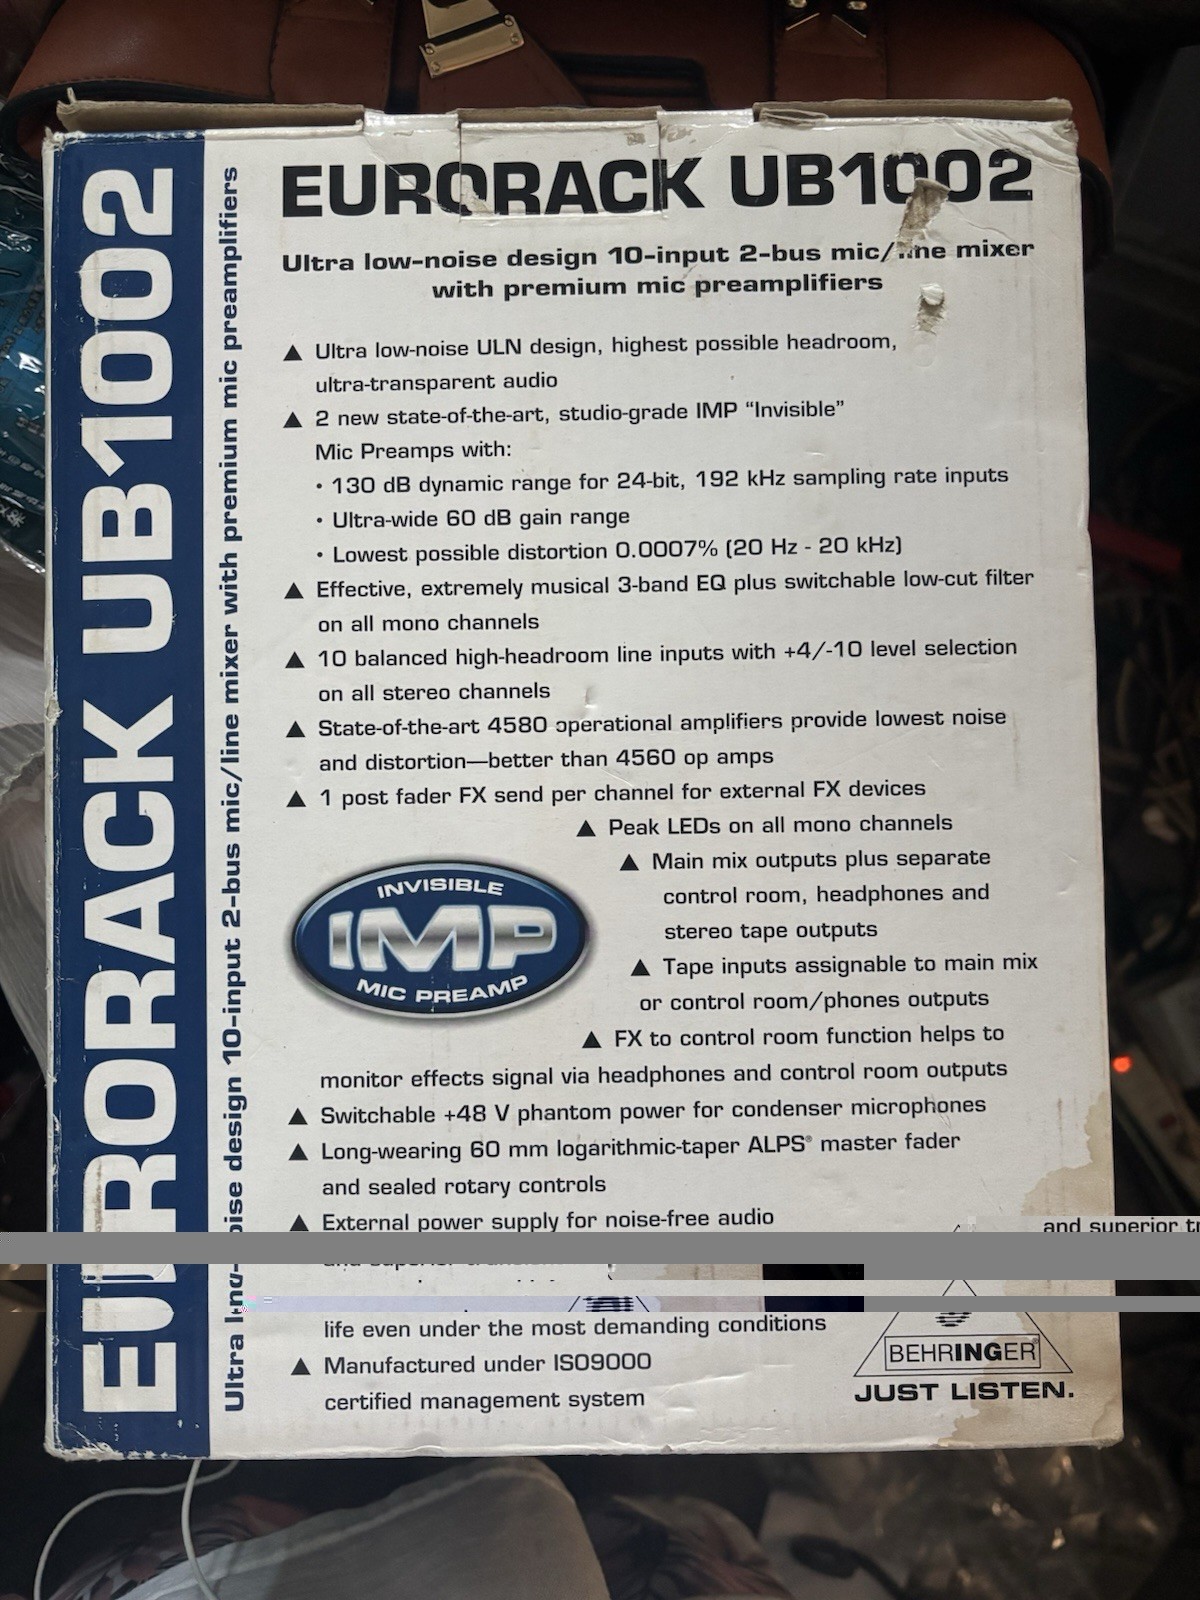 EURORACK UB1002
Ultra low-noise design 10-input 2-bus mic/line mixer with premium mic preamplifiers
EURORACK UB1002
Ultra low-noise design 10-input 2-bus mic/line mixer
with premium mic preamplifiers
▲ Ultra low-noise ULN design, highest possible headroom,
ultra-transparent audio
▲ 2 new state-of-the-art, studio-grade IMP “Invisible”
Mic Preamps with:
• 130 dB dynamic range for 24-bit, 192 kHz sampling rate inputs
• Ultra-wide 60 dB gain range
• Lowest possible distortion 0.0007% (20 Hz - 20 kHz)
▲ Effective, extremely musical 3-band EQ plus switchable low-cut filter
on all mono channels
▲ 10 balanced high-headroom line inputs with +4/-10 level selection
on all stereo channels
▲ State-of-the-art 4580 operational amplifiers provide lowest noise
and distortion—better than 4560 op amps
▲ 1 post fader FX send per channel for external FX devices
▲ Peak LEDs on all mono channels
▲ Main mix outputs plus separate
control room, headphones and
stereo tape outputs
▲ Tape inputs assignable to main mix
or control room/phones outputs
▲ FX to control room function helps to
monitor effects signal via headphones and control room outputs
INVISIBLE
IMP
MIC PREAMP
▲ Switchable +48 V phantom power for condenser microphones
▲ Long-wearing 60 mm logarithmic-taper ALPS® master fader
and sealed rotary controls
▲ External power supply for noise-free audio
and superior
life even under the most demanding conditions
▲ Manufactured under ISO9000
certified management system
BEHRINGER
JUST LISTEN.